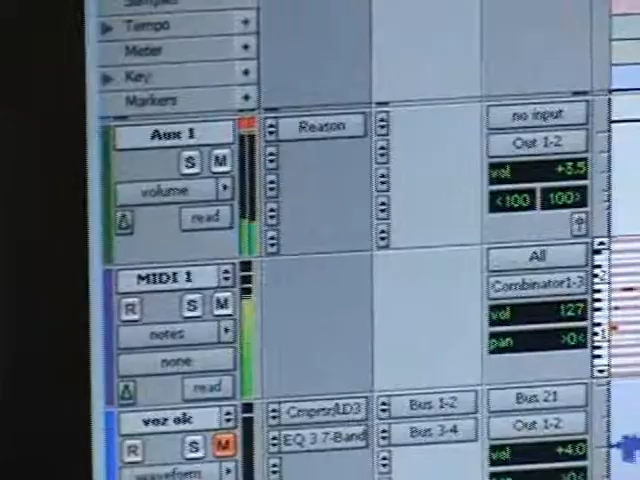 Samples
Tempo +
Meter
Key +
Markers +
Aux 1
Reason
no input
S M
Out 1-2
volume
vol +3.5
read
<100 100>
MIDI 1
All
R S M
Combinator1-3
notes
vol 127
none
pan >0<
read
voz ok
Cmprsr/LD3
Bus 1-2
Bus 21
R S M
EQ 3 7-Band
Bus 3-4
Out 1-2
waveform
vol +4.0